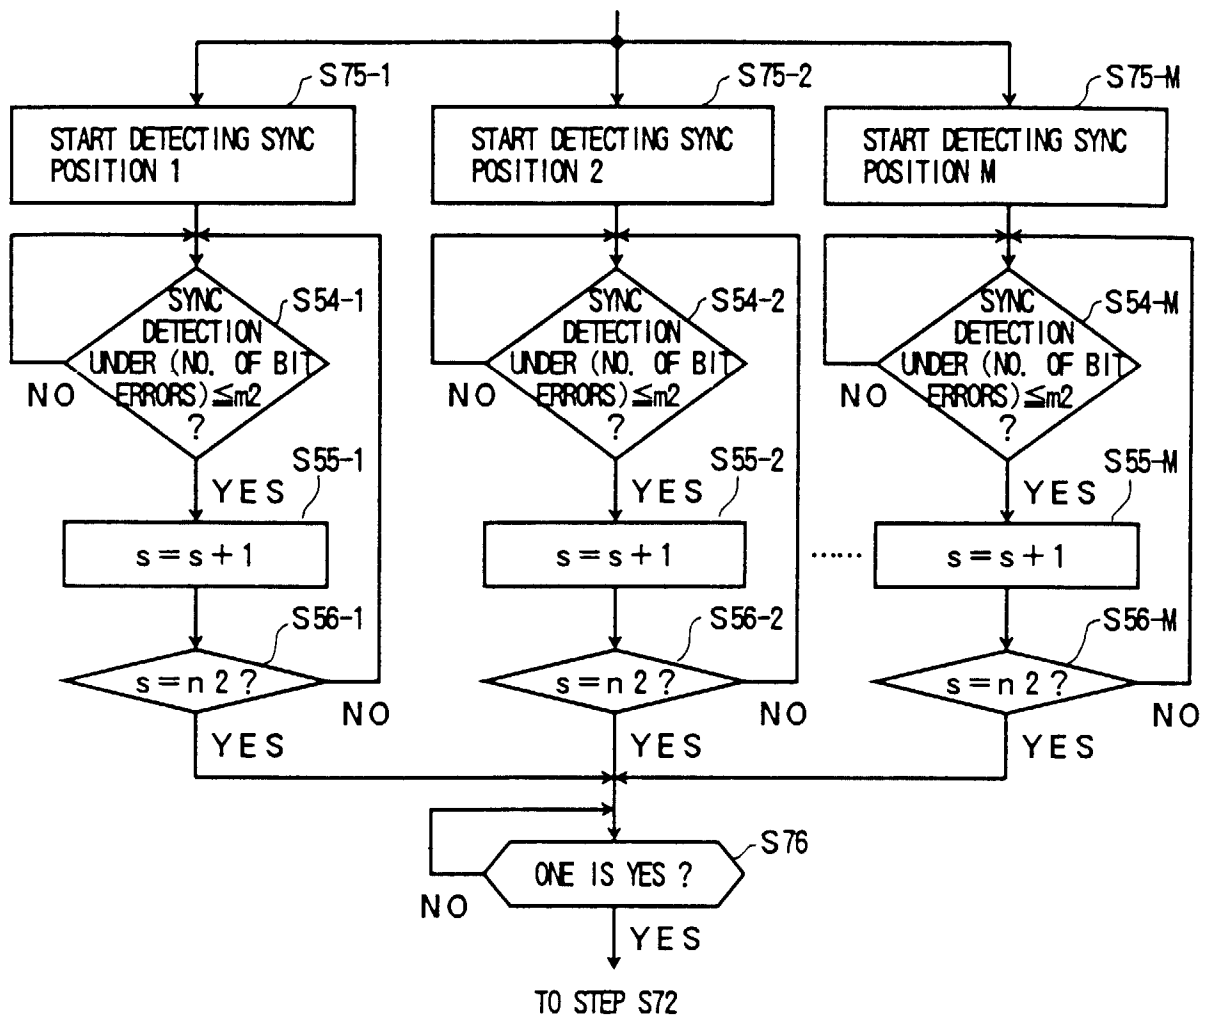 S75-1
START DETECTING SYNC
POSITION 1
S75-2
START DETECTING SYNC
POSITION 2
S75-M
START DETECTING SYNC
POSITION M
S54-1
SYNC
DETECTION
UNDER (NO. OF BIT
ERRORS)≦m2
?
NO
YES
S54-2
SYNC
DETECTION
UNDER (NO. OF BIT
ERRORS)≦m2
?
NO
YES
S54-M
SYNC
DETECTION
UNDER (NO. OF BIT
ERRORS)≦m2
?
NO
YES
S55-1
s=s+1
S55-2
s=s+1
......
S55-M
s=s+1
S56-1
s=n2?
NO
YES
S56-2
s=n2?
NO
YES
S56-M
s=n2?
NO
YES
S76
ONE IS YES ?
NO
YES
TO STEP S72